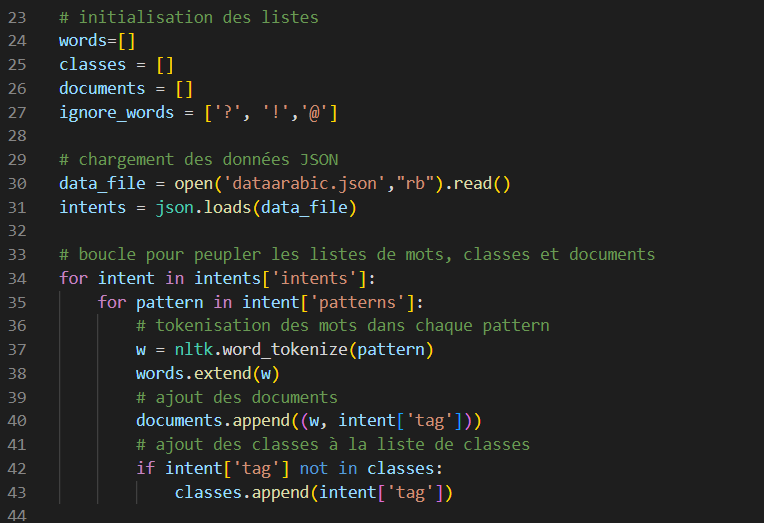 23 # initialisation des listes
24 words=[]
25 classes = []
26 documents = []
27 ignore_words = ['?', '!','@']
28
29 # chargement des données JSON
30 data_file = open('dataarabic.json',"rb").read()
31 intents = json.loads(data_file)
32
33 # boucle pour peupler les listes de mots, classes et documents
34 for intent in intents['intents']:
35     for pattern in intent['patterns']:
36         # tokenisation des mots dans chaque pattern
37         w = nltk.word_tokenize(pattern)
38         words.extend(w)
39         # ajout des documents
40         documents.append((w, intent['tag']))
41         # ajout des classes à la liste de classes
42         if intent['tag'] not in classes:
43             classes.append(intent['tag'])
44